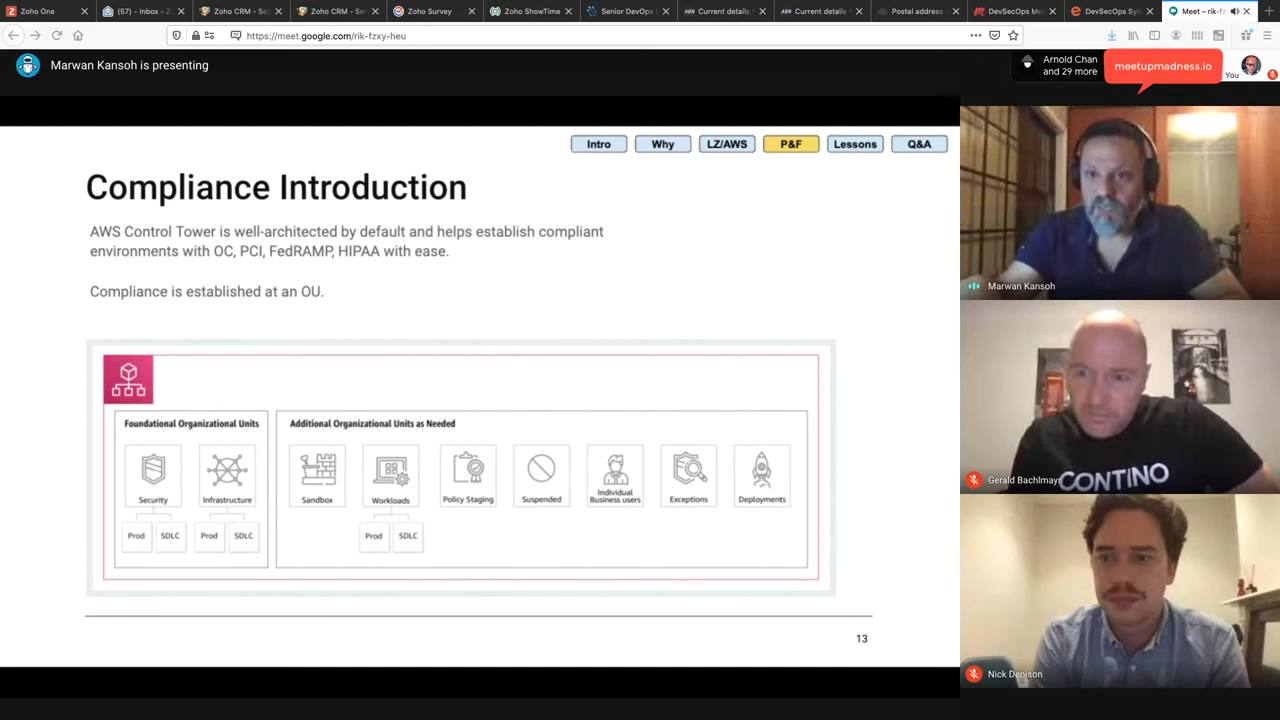 Zoho One
(57) - Inbox - Z
Zoho CRM - Se
Zoho CRM - Set
Zoho Survey
Zoho ShowTime
Senior DevOps
Current details
Current details
Postal address
DevSecOps Me
DevSecOps Sy
Meet – rik-fz
https://meet.google.com/rik-fzxy-heu
Marwan Kansoh is presenting
Arnold Chan
and 29 more
meetupmadness.io
You
Intro
Why
LZ/AWS
P&F
Lessons
Q&A
Compliance Introduction
AWS Control Tower is well-architected by default and helps establish compliant
environments with OC, PCI, FedRAMP, HIPAA with ease.
Compliance is established at an OU.
Foundational Organizational Units
Additional Organizational Units as Needed
Security
Infrastructure
Sandbox
Workloads
Policy Staging
Suspended
Individual
Business users
Exceptions
Deployments
Prod
SDLC
Prod
SDLC
Prod
SDLC
13
Marwan Kansoh
CONTINO
Gerald Bachlmayr
Nick Denison